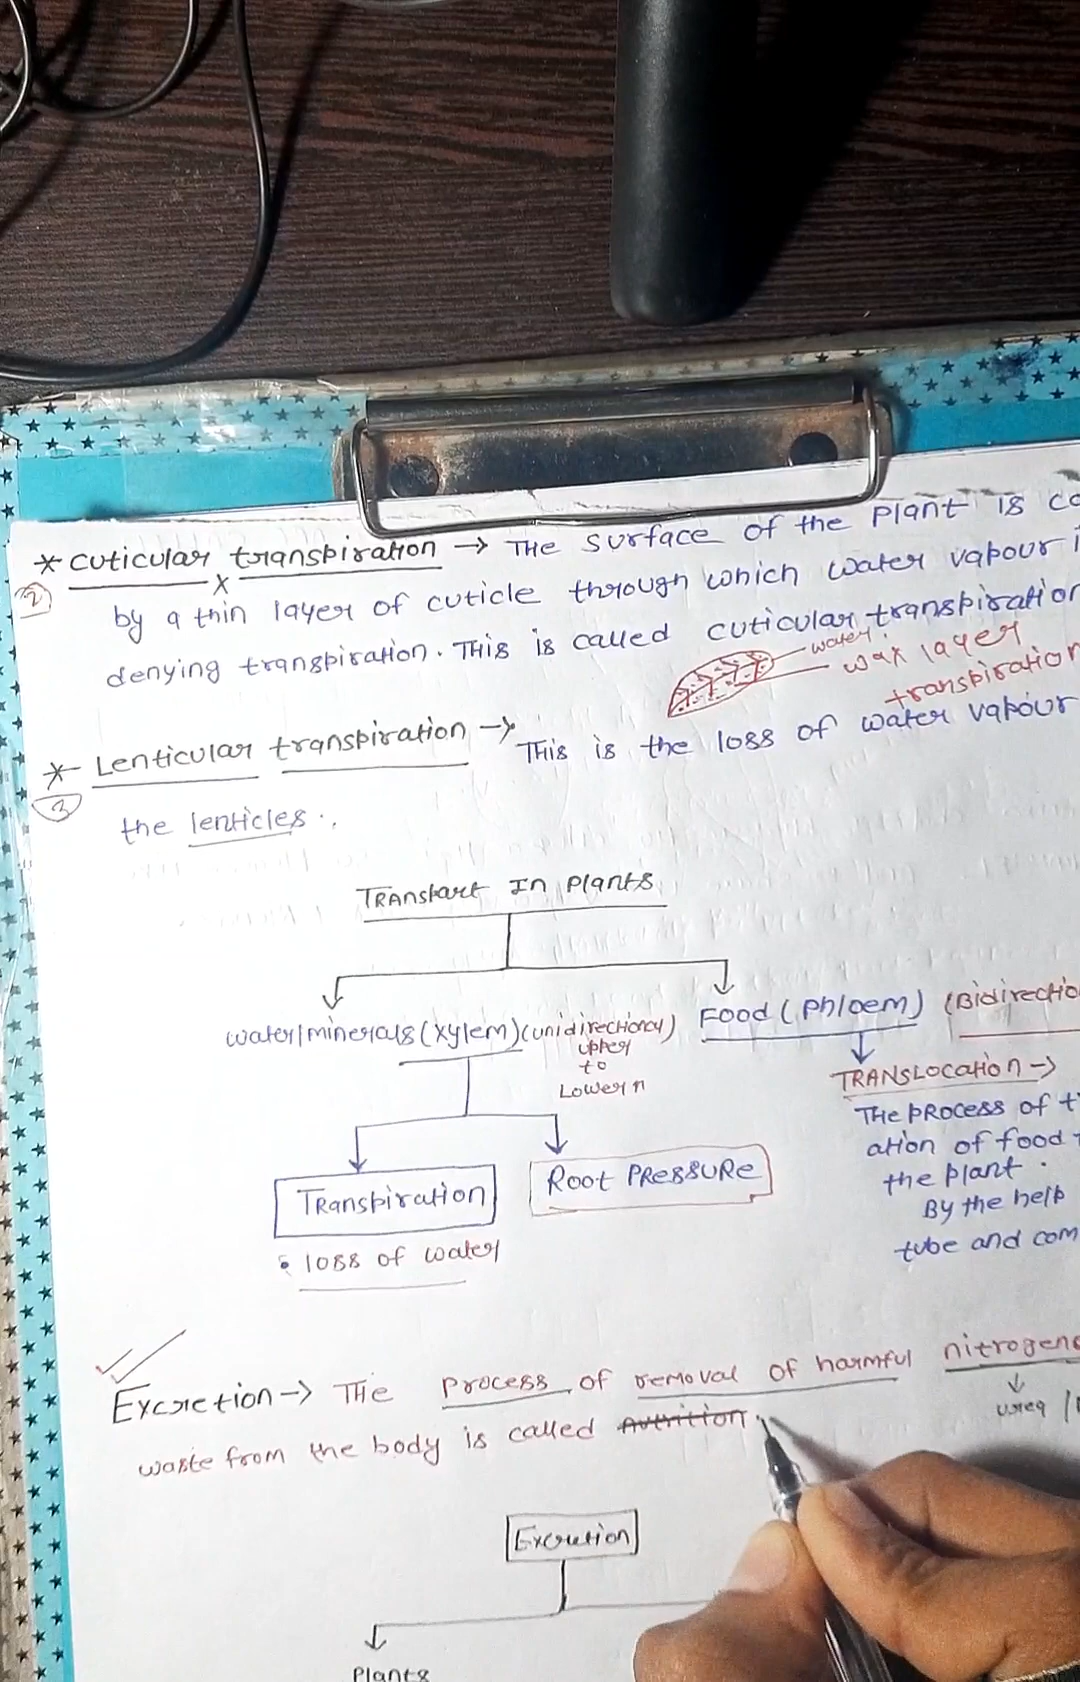 * cuticular transpiration → THE surface of the plant is co
2 by a thin layer of cuticle through which water vapour i
denying transpiration. This is called cuticular transpiration
water
wax layer
transpiration
* Lenticular transpiration → This is the loss of water vapour
3
the lenticles.
TRANSPORT IN Plants
water/minerals (xylem) (unidirectional) Food (Phloem) (Bidirectio
upper
to
Lower
TRANSLOCATION →
THE PROCESS of t
ation of food
the plant.
By the help
tube and com
Transpiration ROOT PRESSURE
• loss of water
Excretion → THE process of removal of harmful nitrogen
urea /
waste from the body is called nutrition
Excretion
Plants